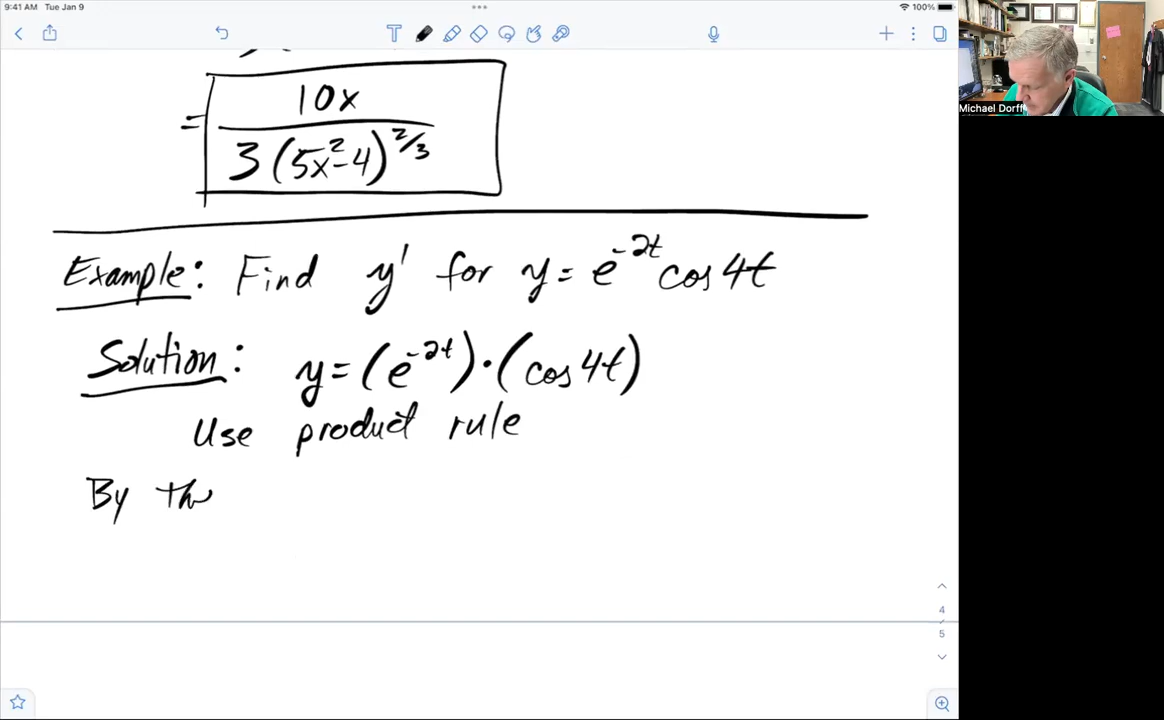 9:41 AM Tue Jan 9
100%
Michael Dorff
= 10x
3(5x²-4)^2/3
Example: Find y' for y = e^-2t cos 4t
Solution: y = (e^-2t) · (cos 4t)
Use product rule
By th
4
5